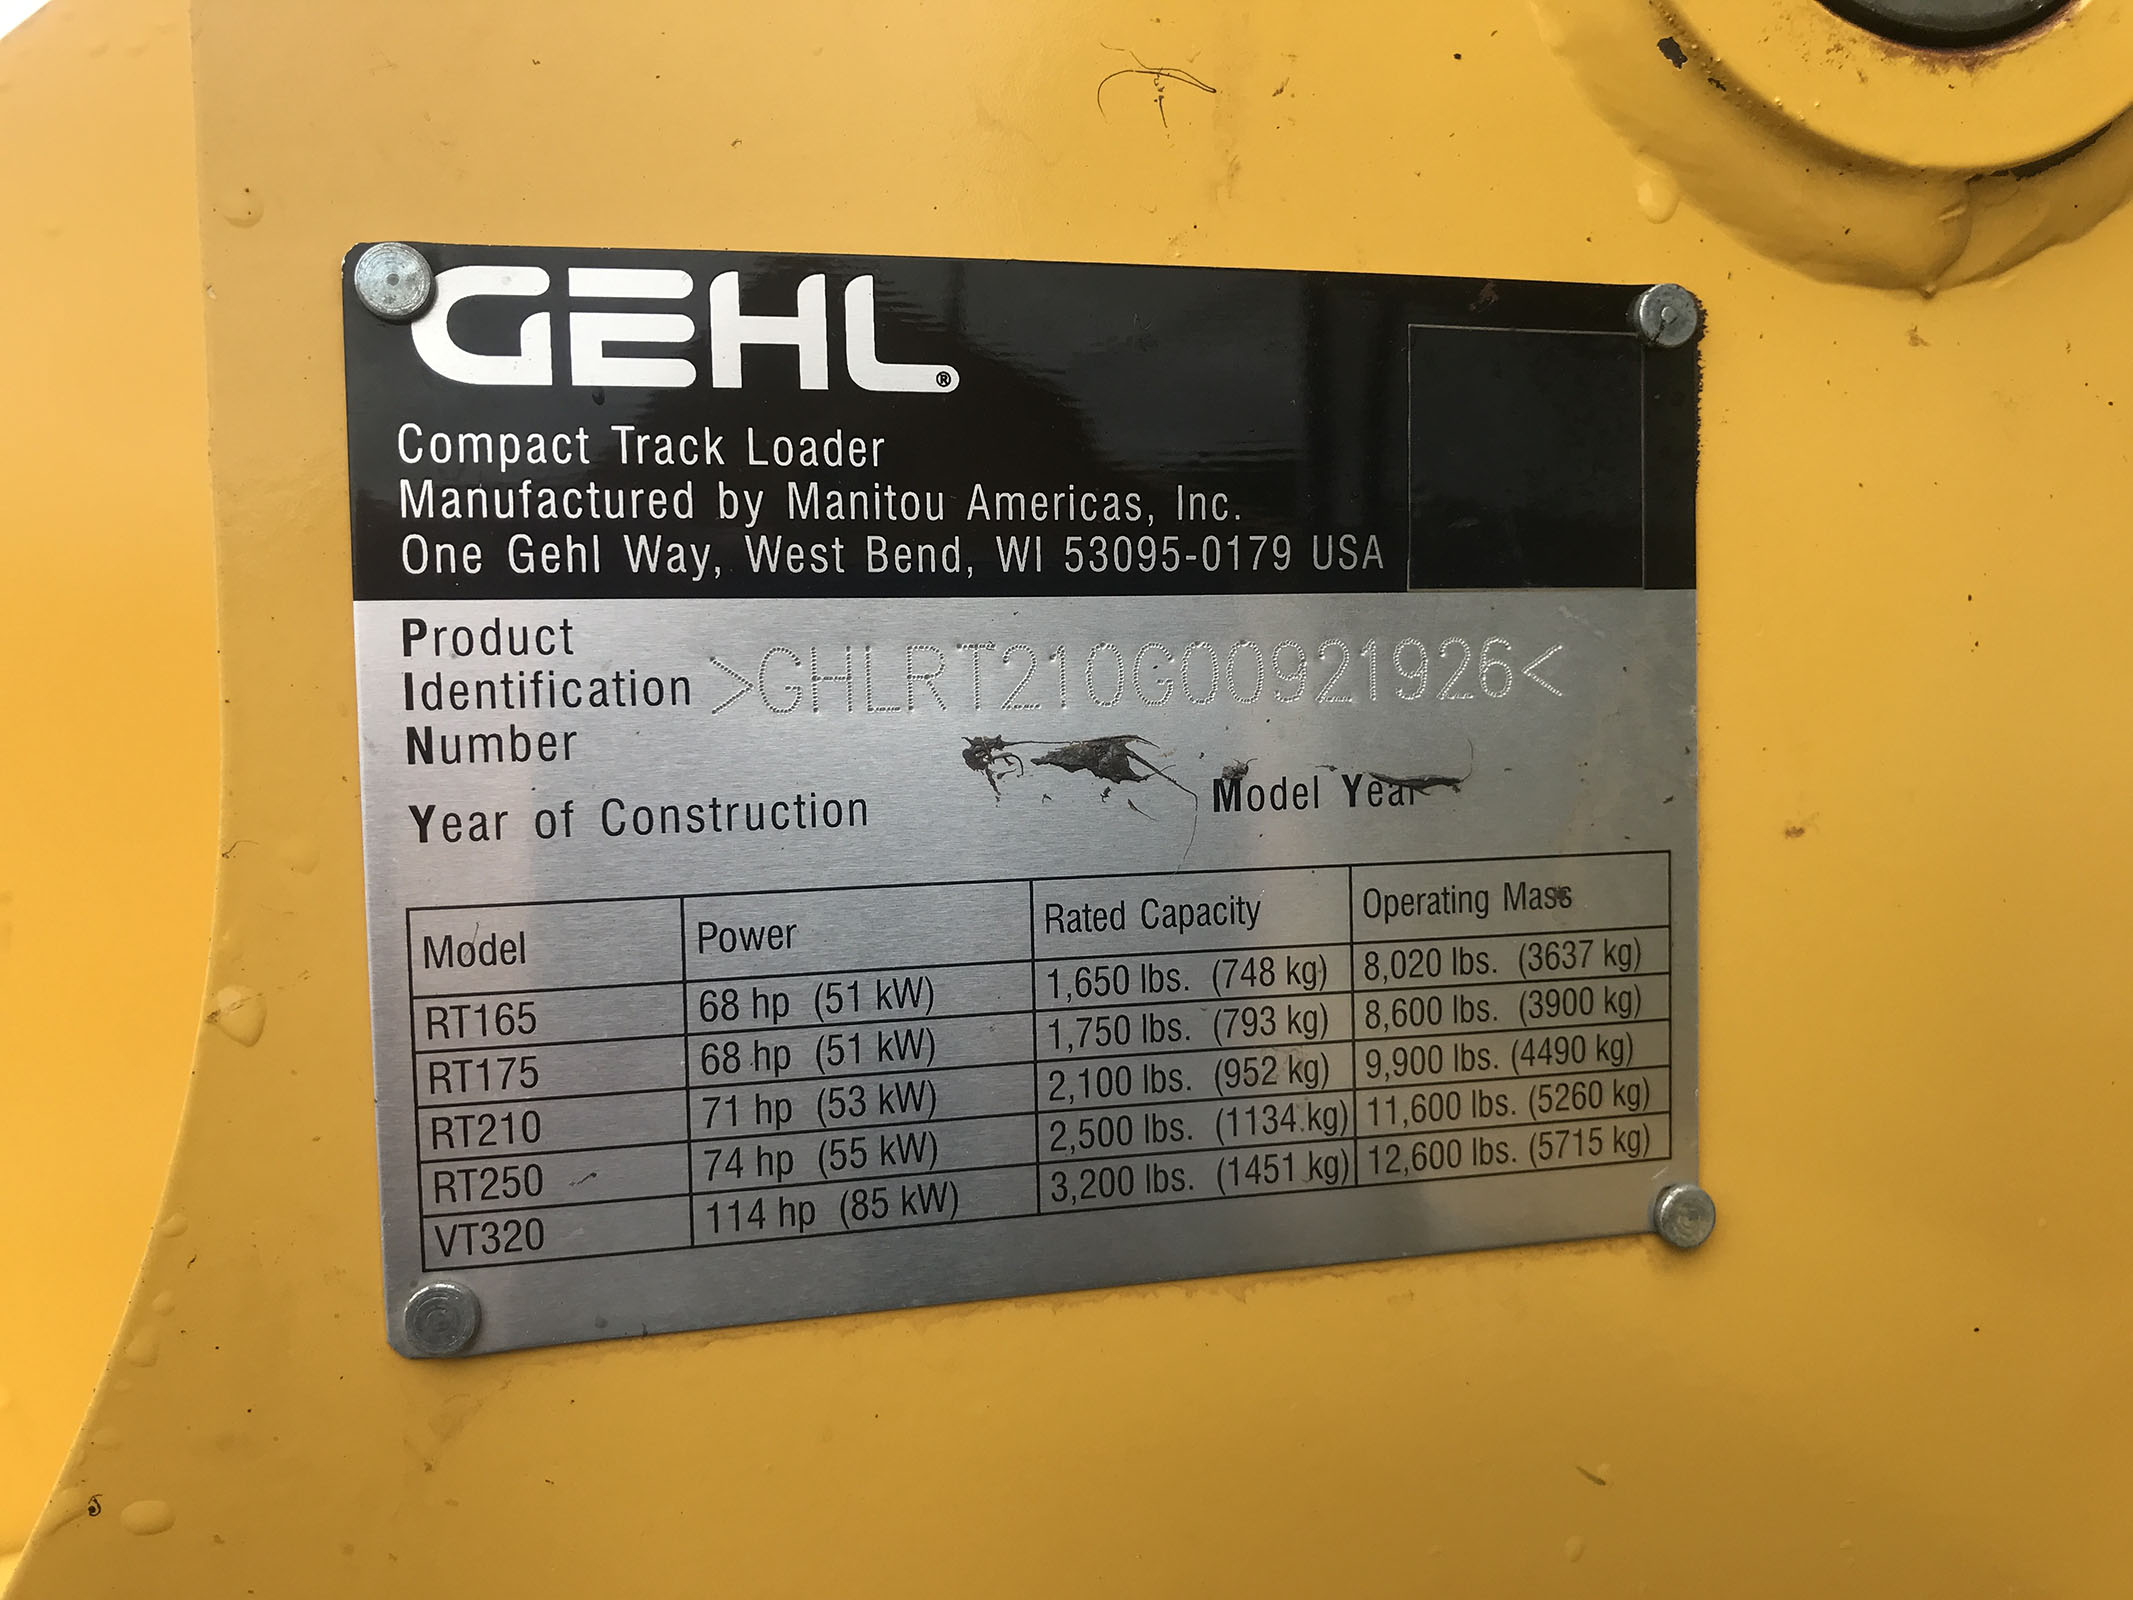 GEHL®
Compact Track Loader
Manufactured by Manitou Americas, Inc.
One Gehl Way, West Bend, WI 53095-0179 USA
Product
Identification >GHLRT210G00921926<
Number
Year of Construction Model Year
Model Power Rated Capacity Operating Mass
RT165 68 hp (51 kW) 1,650 lbs. (748 kg) 8,020 lbs. (3637 kg)
RT175 68 hp (51 kW) 1,750 lbs. (793 kg) 8,600 lbs. (3900 kg)
RT210 71 hp (53 kW) 2,100 lbs. (952 kg) 9,900 lbs. (4490 kg)
RT250 74 hp (55 kW) 2,500 lbs. (1134 kg) 11,600 lbs. (5260 kg)
VT320 114 hp (85 kW) 3,200 lbs. (1451 kg) 12,600 lbs. (5715 kg)